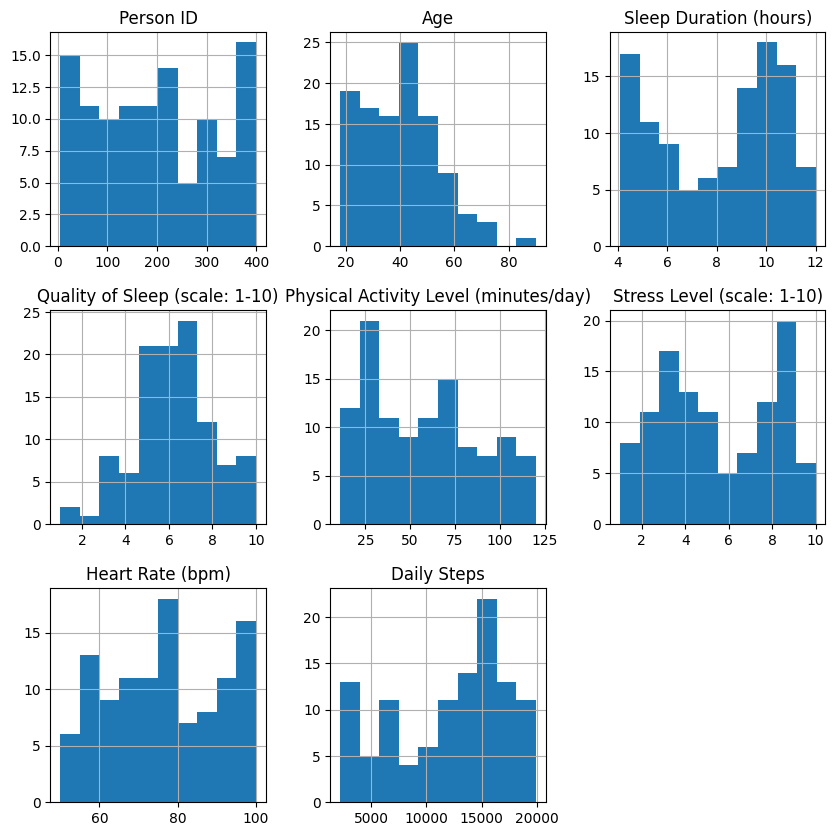 Person ID
Age
Sleep Duration (hours)
15.0
12.5
10.0
7.5
5.0
2.5
0.0
0 100 200 300 400
25
20
15
10
5
0
20 40 60 80
15
10
5
0
4 6 8 10 12
Quality of Sleep (scale: 1-10)
Physical Activity Level (minutes/day)
Stress Level (scale: 1-10)
25
20
15
10
5
0
2 4 6 8 10
20
15
10
5
0
25 50 75 100 125
20
15
10
5
0
2 4 6 8 10
Heart Rate (bpm)
Daily Steps
15
10
5
0
60 80 100
20
15
10
5
0
5000 10000 15000 20000